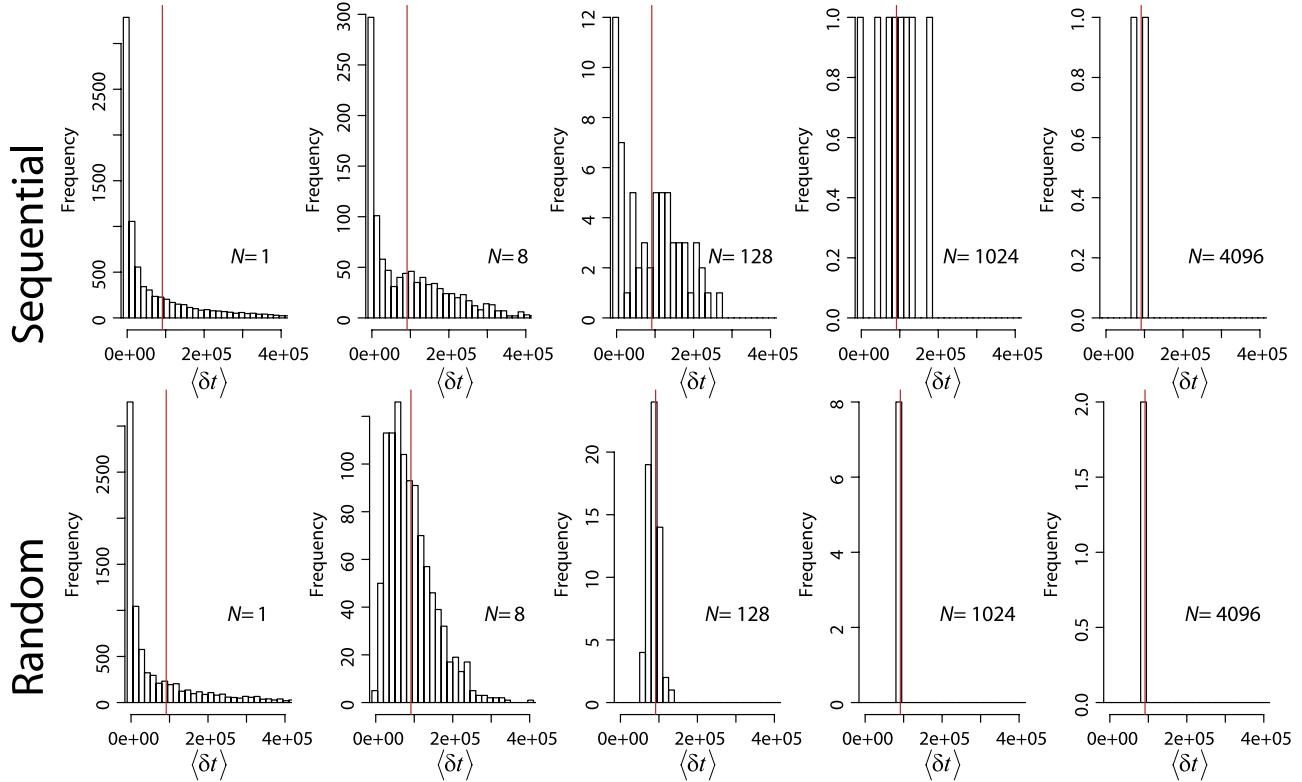 Sequential
Frequency
500 1500 2500
0
N= 1
0e+00 2e+05 4e+05
⟨δt⟩
Frequency
0 50 100 150 200 250 300
N= 8
0e+00 2e+05 4e+05
⟨δt⟩
Frequency
0 2 4 6 8 10 12
N= 128
0e+00 2e+05 4e+05
⟨δt⟩
Frequency
0.0 0.2 0.4 0.6 0.8 1.0
N= 1024
0e+00 2e+05 4e+05
⟨δt⟩
Frequency
0.0 0.2 0.4 0.6 0.8 1.0
N= 4096
0e+00 2e+05 4e+05
⟨δt⟩
Random
Frequency
0 500 1500 2500
N= 1
0e+00 2e+05 4e+05
⟨δt⟩
Frequency
0 20 40 60 80 100
N= 8
0e+00 2e+05 4e+05
⟨δt⟩
Frequency
0 5 10 15 20
N= 128
0e+00 2e+05 4e+05
⟨δt⟩
Frequency
0 2 4 6 8
N= 1024
0e+00 2e+05 4e+05
⟨δt⟩
Frequency
0.0 0.5 1.0 1.5 2.0
N= 4096
0e+00 2e+05 4e+05
⟨δt⟩